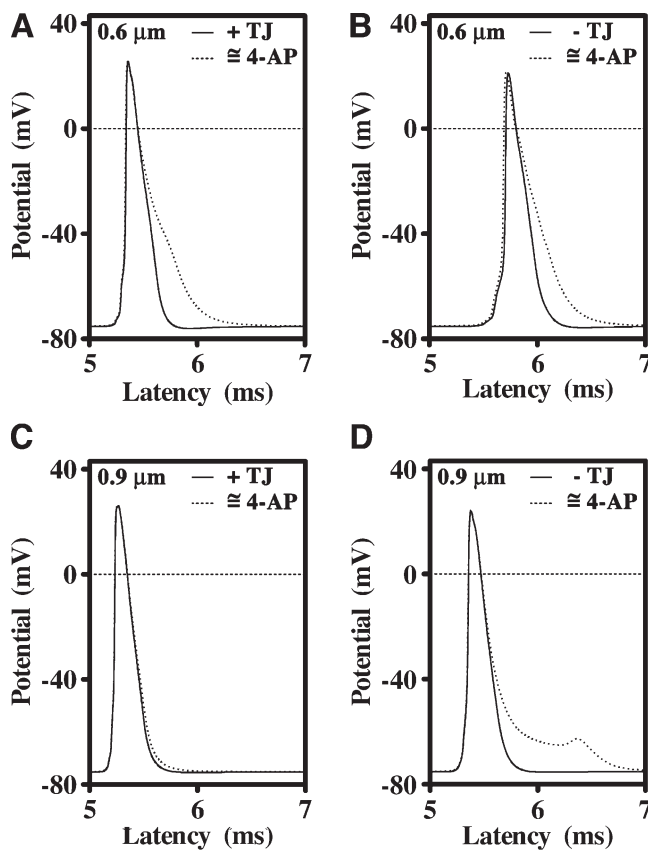 A
0.6 µm
+ TJ
≅ 4-AP
Potential (mV)
40
0
-40
-80
5
6
7
Latency (ms)
B
0.6 µm
- TJ
≅ 4-AP
Potential (mV)
40
0
-40
-80
5
6
7
Latency (ms)
C
0.9 µm
+ TJ
≅ 4-AP
Potential (mV)
40
0
-40
-80
5
6
7
Latency (ms)
D
0.9 µm
- TJ
≅ 4-AP
Potential (mV)
40
0
-40
-80
5
6
7
Latency (ms)